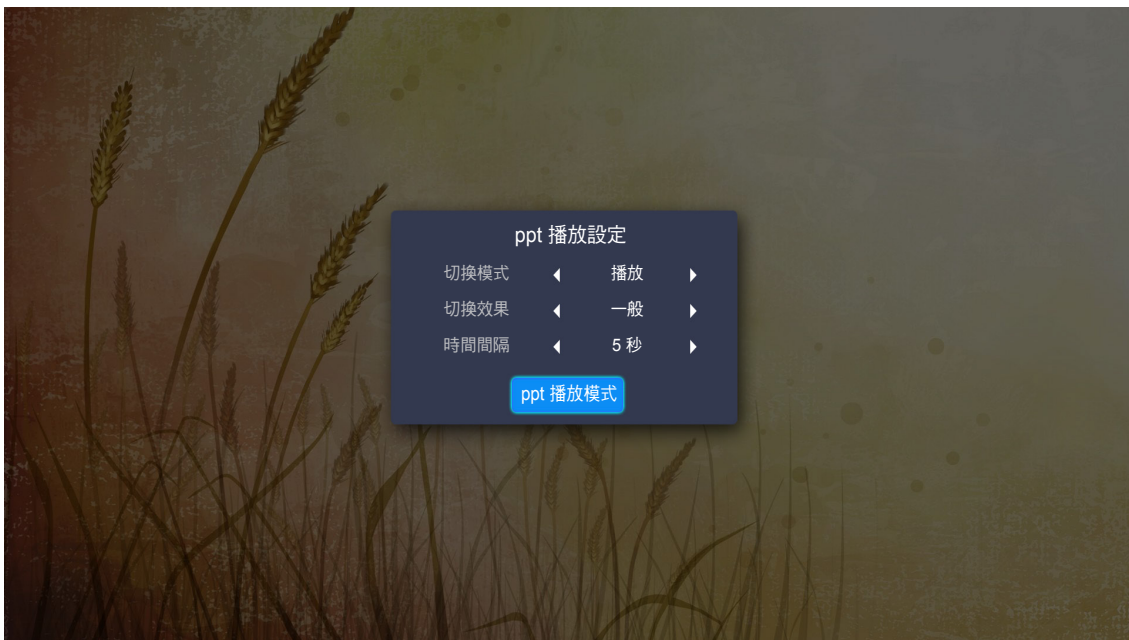 ppt 播放設定
切換模式 播放
切換效果 一般
時間間隔 5 秒
ppt 播放模式